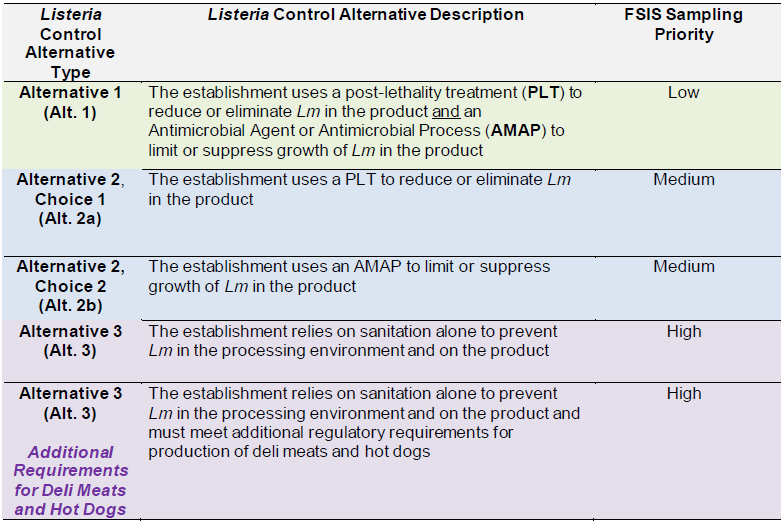 Listeria
Control
Alternative
Type
Listeria Control Alternative Description
FSIS Sampling
Priority
Alternative 1
(Alt. 1)
The establishment uses a post-lethality treatment (PLT) to
reduce or eliminate Lm in the product and an
Antimicrobial Agent or Antimicrobial Process (AMAP) to
limit or suppress growth of Lm in the product
Low
Alternative 2,
Choice 1
(Alt. 2a)
The establishment uses a PLT to reduce or eliminate Lm
in the product
Medium
Alternative 2,
Choice 2
(Alt. 2b)
The establishment uses an AMAP to limit or suppress
growth of Lm in the product
Medium
Alternative 3
(Alt. 3)
The establishment relies on sanitation alone to prevent
Lm in the processing environment and on the product
High
Alternative 3
(Alt. 3)
Additional
Requirements
for Deli Meats
and Hot Dogs
The establishment relies on sanitation alone to prevent
Lm in the processing environment and on the product and
must meet additional regulatory requirements for
production of deli meats and hot dogs
High